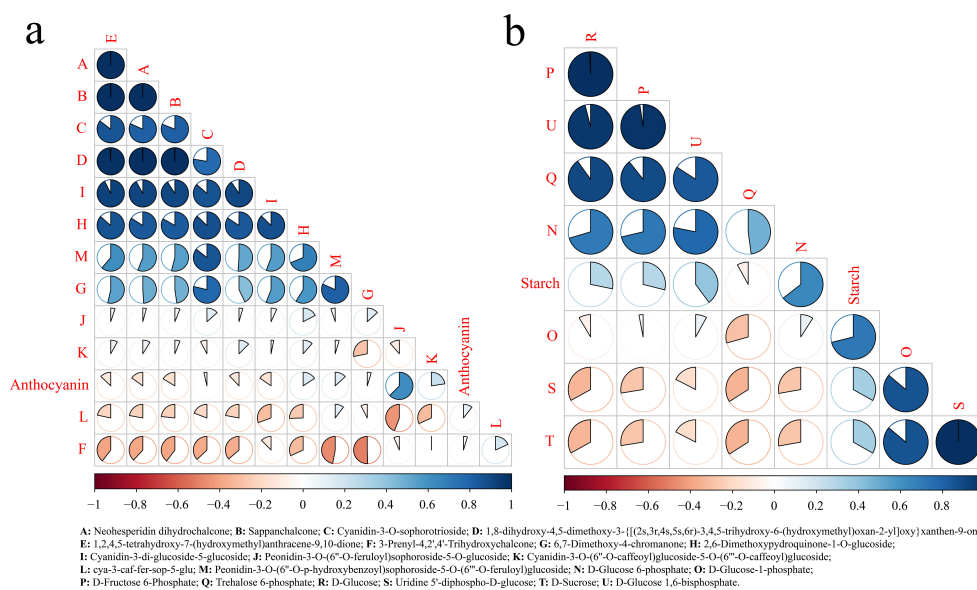 a
b
E
A
A
B
B
C
C
D
D
I
I
H
H
M
M
G
G
J
J
K
K
Anthocyanin
Anthocyanin
L
L
F
−1 −0.8 −0.6 −0.4 −0.2 0 0.2 0.4 0.6 0.8 1
R
P
P
U
U
Q
Q
N
N
Starch
Starch
O
O
S
S
T
−1 −0.8 −0.6 −0.4 −0.2 0 0.2 0.4 0.6 0.8
A: Neohesperidin dihydrochalcone; B: Sappanchalcone; C: Cyanidin-3-O-sophorotrioside; D: 1,8-dihydroxy-4,5-dimethoxy-3-{[(2s,3r,4s,5s,6r)-3,4,5-trihydroxy-6-(hydroxymethyl)oxan-2-yl]oxy}xanthen-9-on
E: 1,2,4,5-tetrahydroxy-7-(hydroxymethyl)anthracene-9,10-dione; F: 3-Prenyl-4,2',4'-Trihydroxychalcone; G: 6,7-Dimethoxy-4-chromanone; H: 2,6-Dimethoxypydroquinone-1-O-glucoside;
I: Cyanidin-3-di-glucoside-5-glucoside; J: Peonidin-3-O-(6''-O-feruloyl)sophoroside-5-O-glucoside; K: Cyanidin-3-O-(6''-O-caffeoyl)glucoside-5-O-(6'''-O-caffeoyl)glucoside;
L: cya-3-caf-fer-sop-5-glu; M: Peonidin-3-O-(6''-O-p-hydroxybenzoyl)sophoroside-5-O-(6'''-O-feruloyl)glucoside; N: D-Glucose 6-phosphate; O: D-Glucose-1-phosphate;
P: D-Fructose 6-Phosphate; Q: Trehalose 6-phosphate; R: D-Glucose; S: Uridine 5'-diphospho-D-glucose; T: D-Sucrose; U: D-Glucose 1,6-bisphosphate.